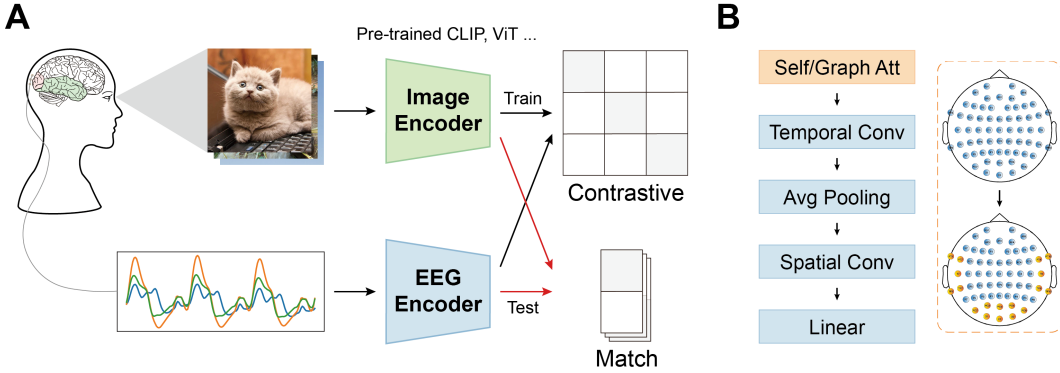 A
Pre-trained CLIP, ViT ...
Image
Encoder
Train
Contrastive
EEG
Encoder
Test
Match
B
Self/Graph Att
Temporal Conv
Avg Pooling
Spatial Conv
Linear